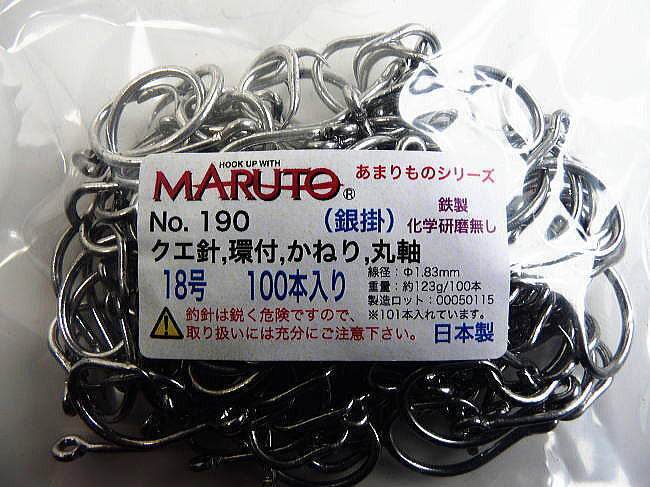 HOOK UP WITH
MARUTO® あまりものシリーズ
No. 190 (銀掛) 鉄製
化学研磨無し
クエ針,環付,かねり,丸軸
18号 100本入り
線径：Φ1.83mm
重量：約123g/100本
製造ロット：00050115
※101本入れています。
釣針は鋭く危険ですので、
取り扱いには充分にご注意下さい。
日本製